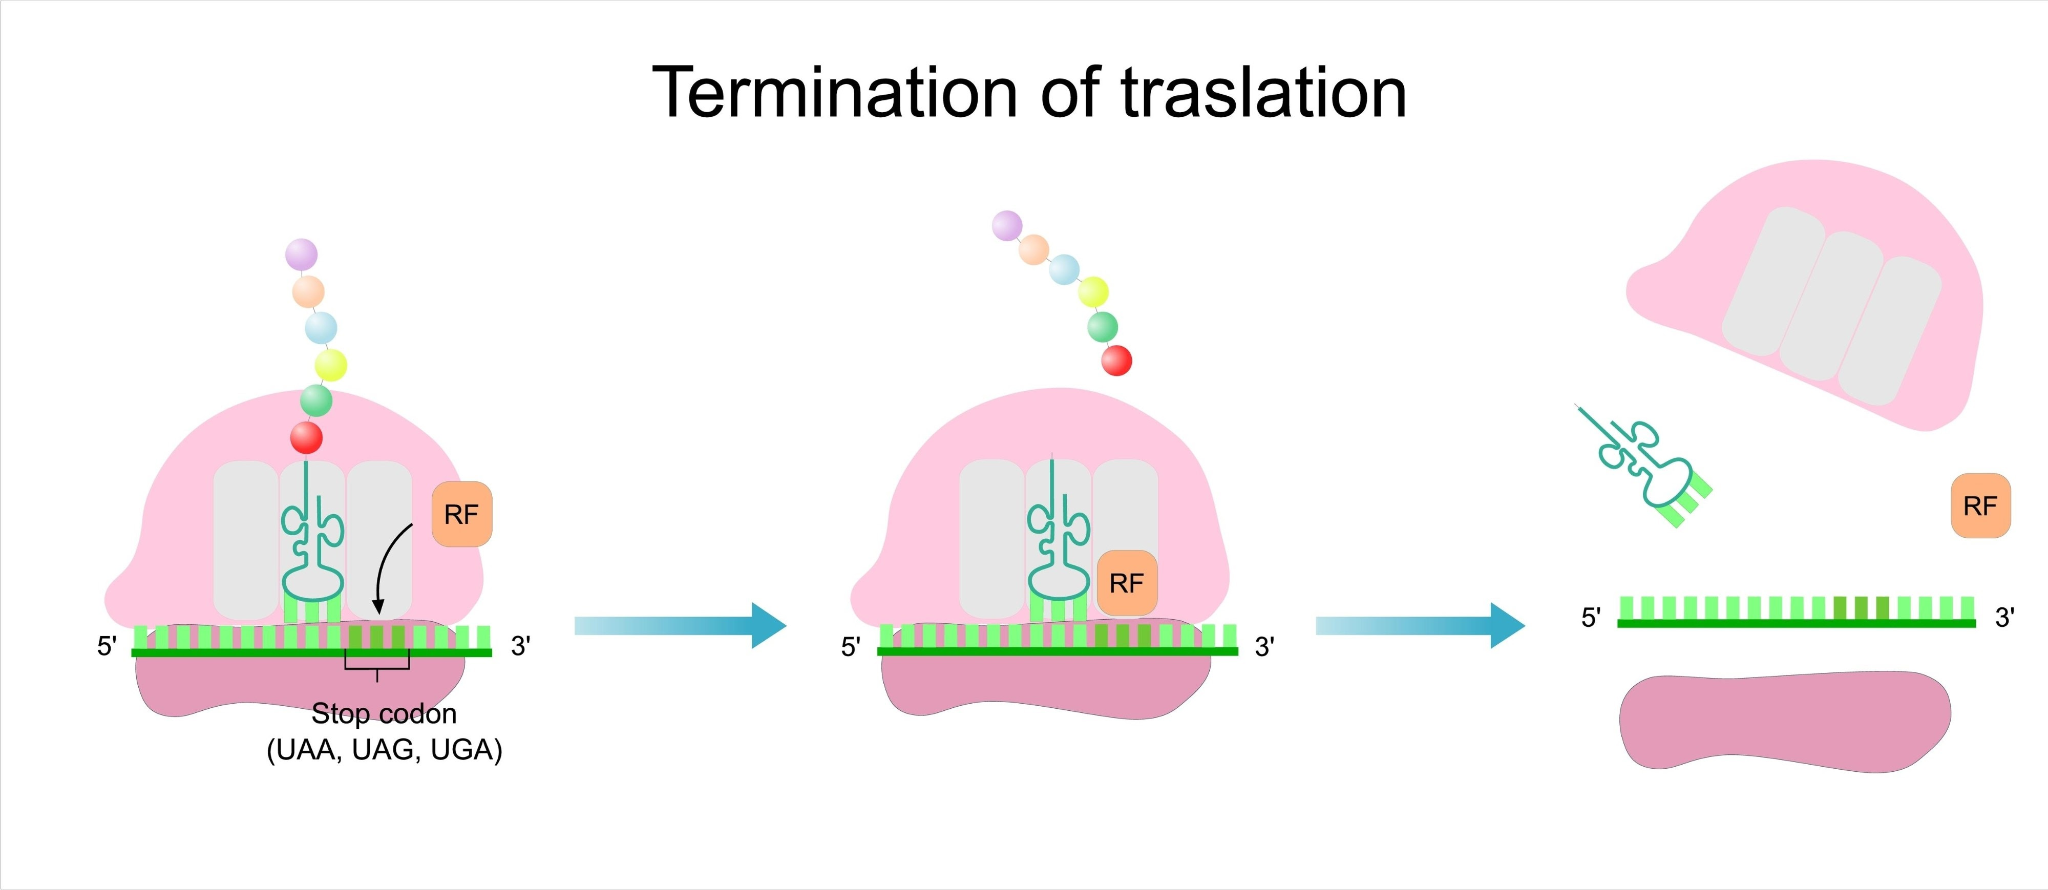 Termination of traslation
RF
5'
3'
Stop codon
(UAA, UAG, UGA)
RF
5'
3'
RF
5'
3'